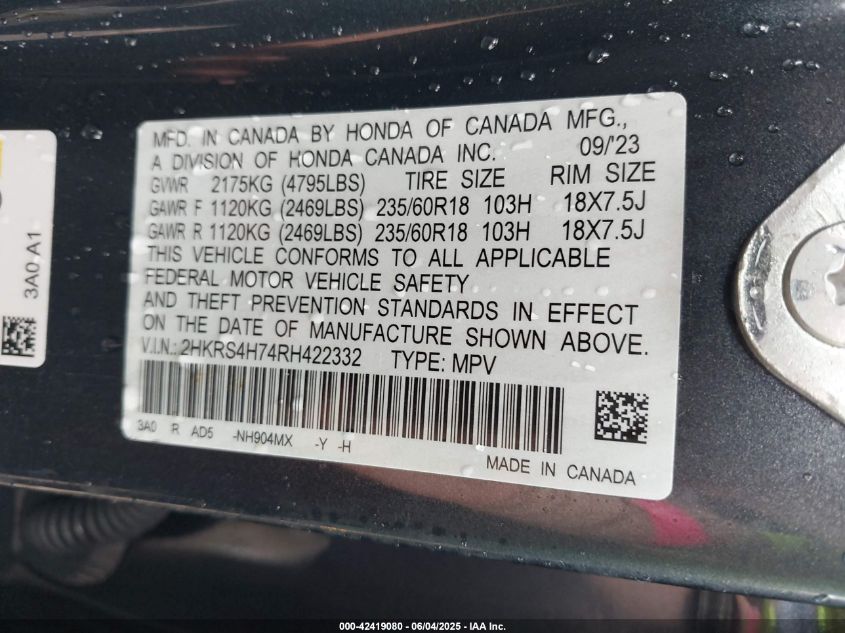 MFD. IN CANADA BY HONDA OF CANADA MFG.,
A DIVISION OF HONDA CANADA INC. 09/'23
GVWR 2175KG (4795LBS) TIRE SIZE RIM SIZE
GAWR F 1120KG (2469LBS) 235/60R18 103H 18X7.5J
GAWR R 1120KG (2469LBS) 235/60R18 103H 18X7.5J
THIS VEHICLE CONFORMS TO ALL APPLICABLE
FEDERAL MOTOR VEHICLE SAFETY
AND THEFT PREVENTION STANDARDS IN EFFECT
ON THE DATE OF MANUFACTURE SHOWN ABOVE.
V.I.N.: 2HKRS4H74RH422332 TYPE: MPV
3A0 R AD5 -NH904MX -Y -H
MADE IN CANADA
3A0 A1
000-42419080 - 06/04/2025 - IAA Inc.